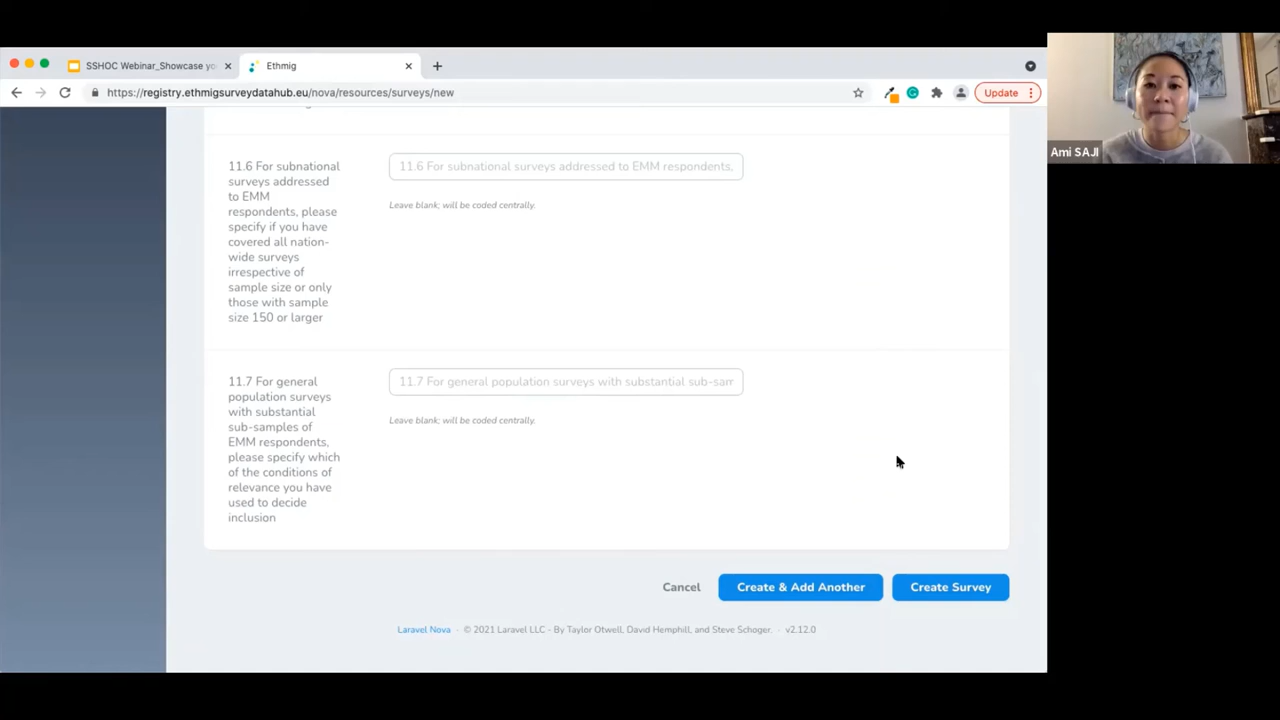 SSHOC Webinar_Showcase yo
Ethmig
https://registry.ethmigsurveydatahub.eu/nova/resources/surveys/new
Update
Ami SAJI
11.6 For subnational
surveys addressed
to EMM
respondents, please
specify if you have
covered all nation-
wide surveys
irrespective of
sample size or only
those with sample
size 150 or larger
11.6 For subnational surveys addressed to EMM respondents,
Leave blank; will be coded centrally.
11.7 For general
population surveys
with substantial
sub-samples of
EMM respondents,
please specify which
of the conditions of
relevance you have
used to decide
inclusion
11.7 For general population surveys with substantial sub-sam
Leave blank; will be coded centrally.
Cancel
Create & Add Another
Create Survey
Laravel Nova · © 2021 Laravel LLC - By Taylor Otwell, David Hemphill, and Steve Schoger. · v2.12.0